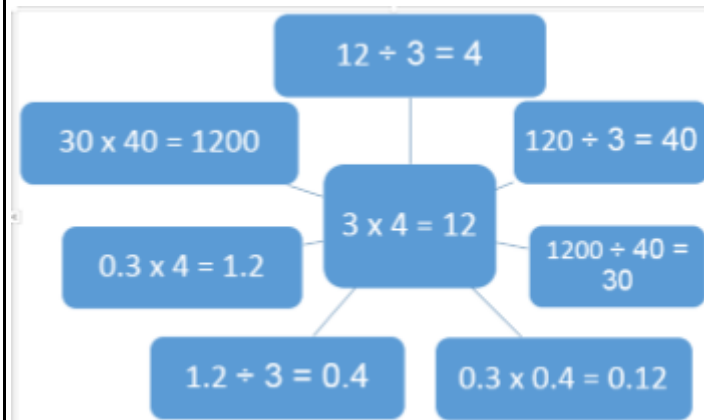 12 ÷ 3 = 4
30 x 40 = 1200
120 ÷ 3 = 40
3 x 4 = 12
0.3 x 4 = 1.2
1200 ÷ 40 =
30
1.2 ÷ 3 = 0.4
0.3 x 0.4 = 0.12